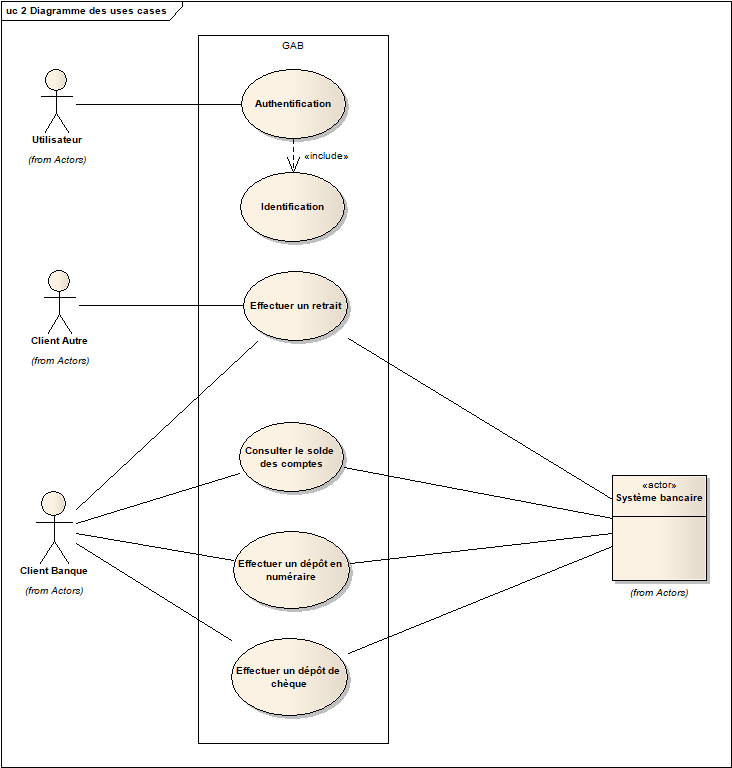 uc 2 Diagramme des uses cases
GAB
Utilisateur
(from Actors)
Authentification
«include»
Identification
Client Autre
(from Actors)
Effectuer un retrait
Consulter le solde
des comptes
«actor»
Système bancaire
(from Actors)
Client Banque
(from Actors)
Effectuer un dépôt en
numéraire
Effectuer un dépôt de
chèque